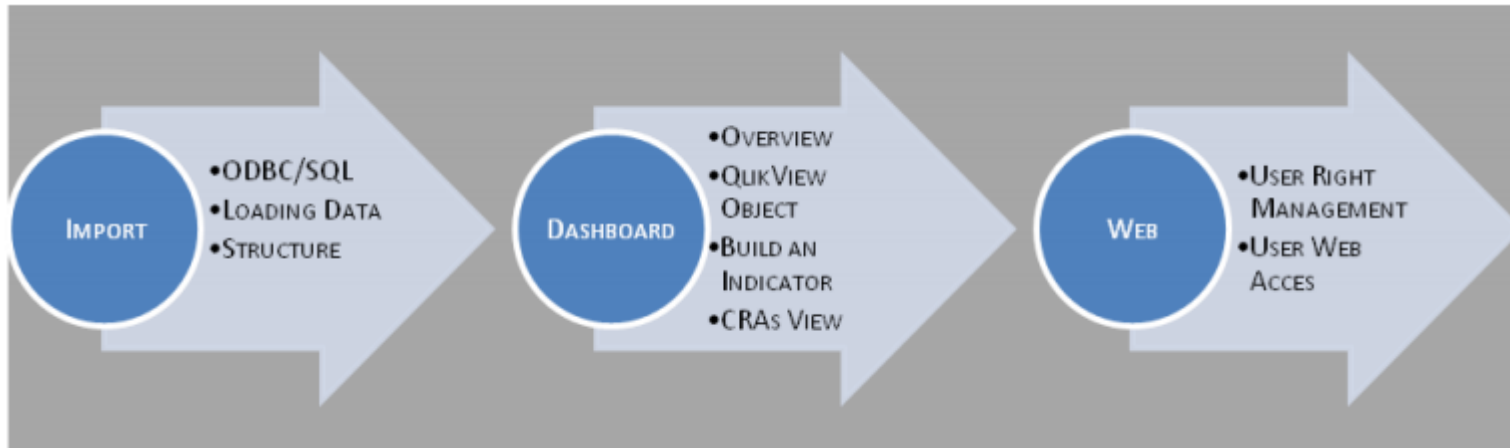 IMPORT
•ODBC/SQL
•LOADING DATA
•STRUCTURE
DASHBOARD
•OVERVIEW
•QLIKVIEW
OBJECT
•BUILD AN
INDICATOR
•CRAS VIEW
WEB
•USER RIGHT
MANAGEMENT
•USER WEB
ACCES